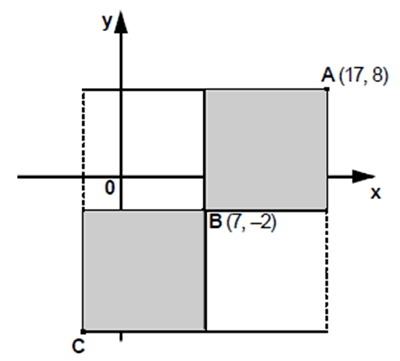 y
A (17, 8)
0
x
B (7, –2)
C